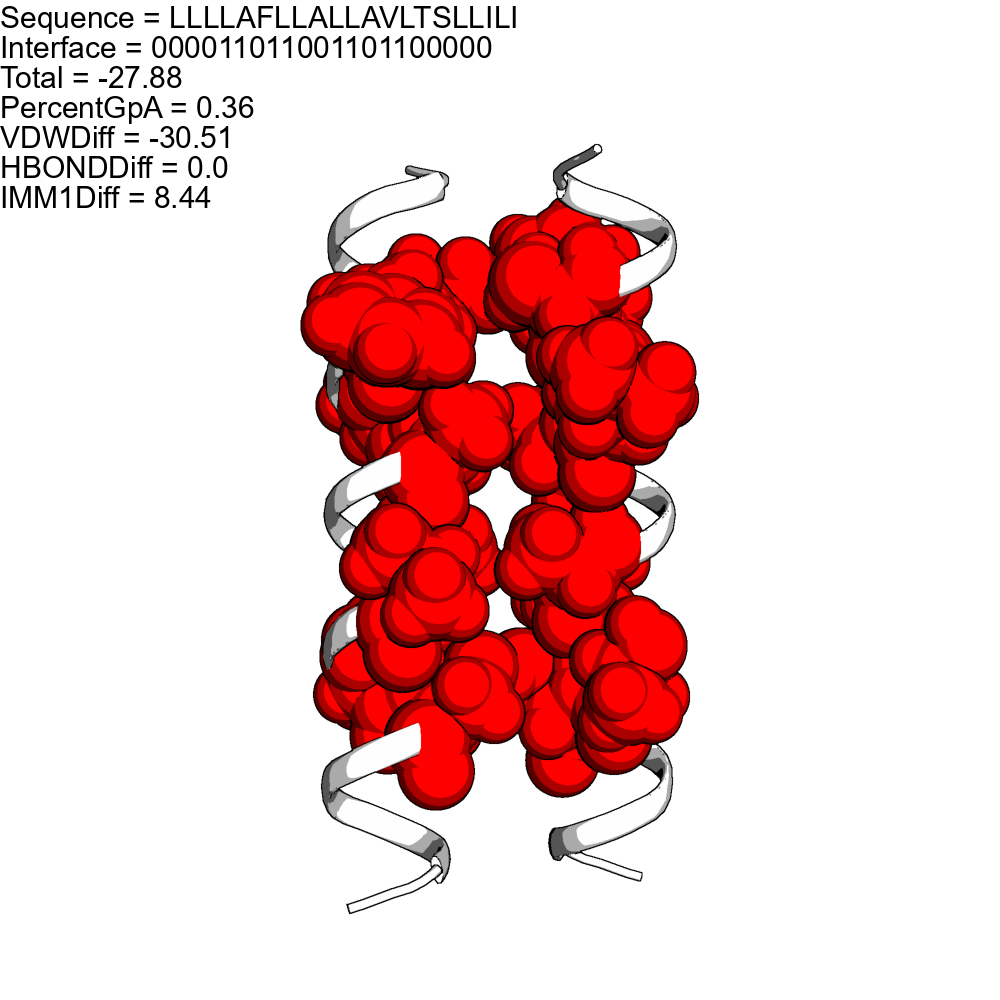 Sequence = LLLLAFLLALLAVLTSLLILI
Interface = 000011011001101100000
Total = -27.88
PercentGpA = 0.36
VDWDiff = -30.51
HBONDDiff = 0.0
IMM1Diff = 8.44